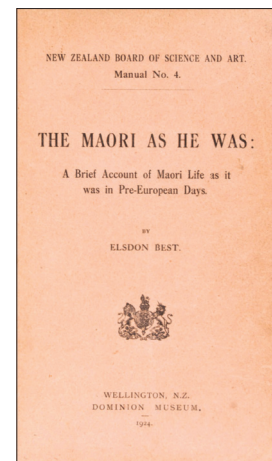 NEW ZEALAND BOARD OF SCIENCE AND ART.
Manual No. 4.
THE MAORI AS HE WAS:
A Brief Account of Maori Life as it
was in Pre-European Days.
BY
ELSDON BEST.
WELLINGTON, N.Z.
DOMINION MUSEUM,
1924.